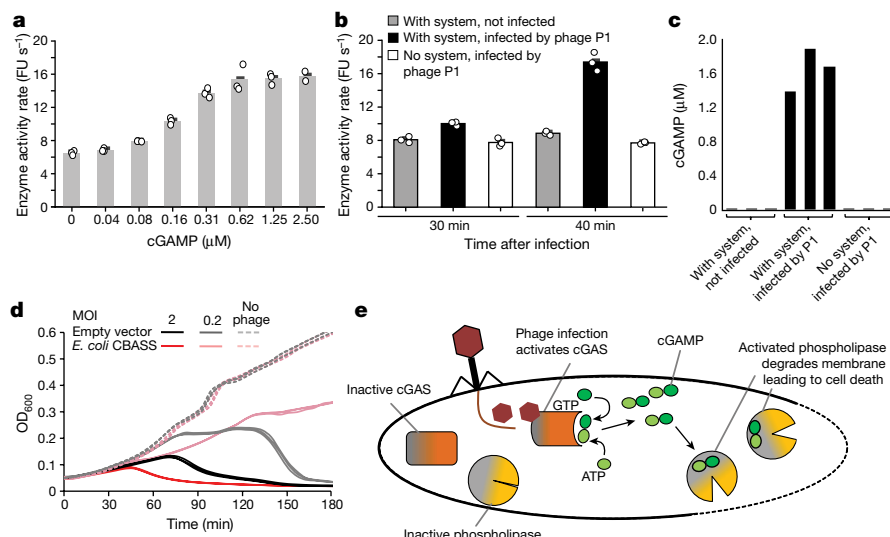 a
Enzyme activity rate (FU s⁻¹)
20
16
12
8
4
0
0 0.04 0.08 0.16 0.31 0.62 1.25 2.50
cGAMP (μM)
b
With system, not infected
With system, infected by phage P1
No system, infected by
phage P1
Enzyme activity rate (FU s⁻¹)
20
16
12
8
4
0
30 min 40 min
Time after infection
c
cGAMP (μM)
2.0
1.6
1.2
0.8
0.4
0
With system,
not infected
With system,
infected by P1
No system,
infected by P1
d
MOI 2 0.2 No
phage
Empty vector
E. coli CBASS
OD600
0.6
0.5
0.4
0.3
0.2
0.1
0
0 30 60 90 120 150 180
Time (min)
e
Phage infection
activates cGAS
cGAMP
Activated phospholipase
degrades membrane
leading to cell death
Inactive cGAS
GTP
ATP
Inactive phospholipase